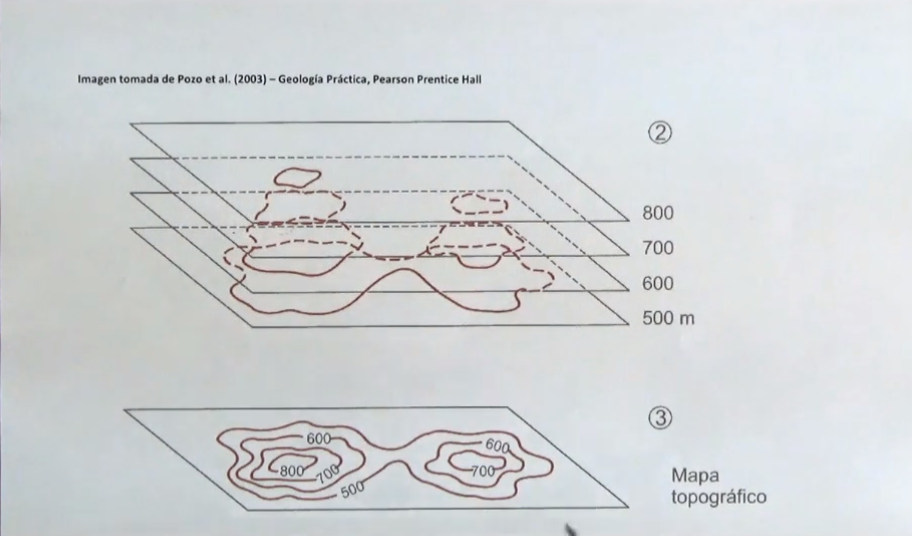 Imagen tomada de Pozo et al. (2003) – Geología Práctica, Pearson Prentice Hall
②
800
700
600
500 m
③
600
600
800
700
700
500
Mapa
topográfico